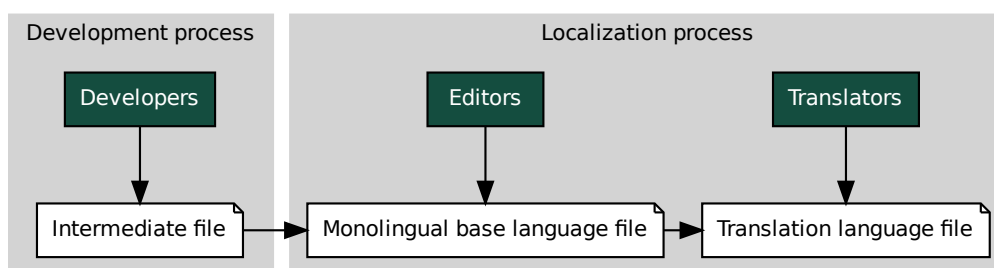 Development process
Localization process
Developers
Editors
Translators
Intermediate file
Monolingual base language file
Translation language file